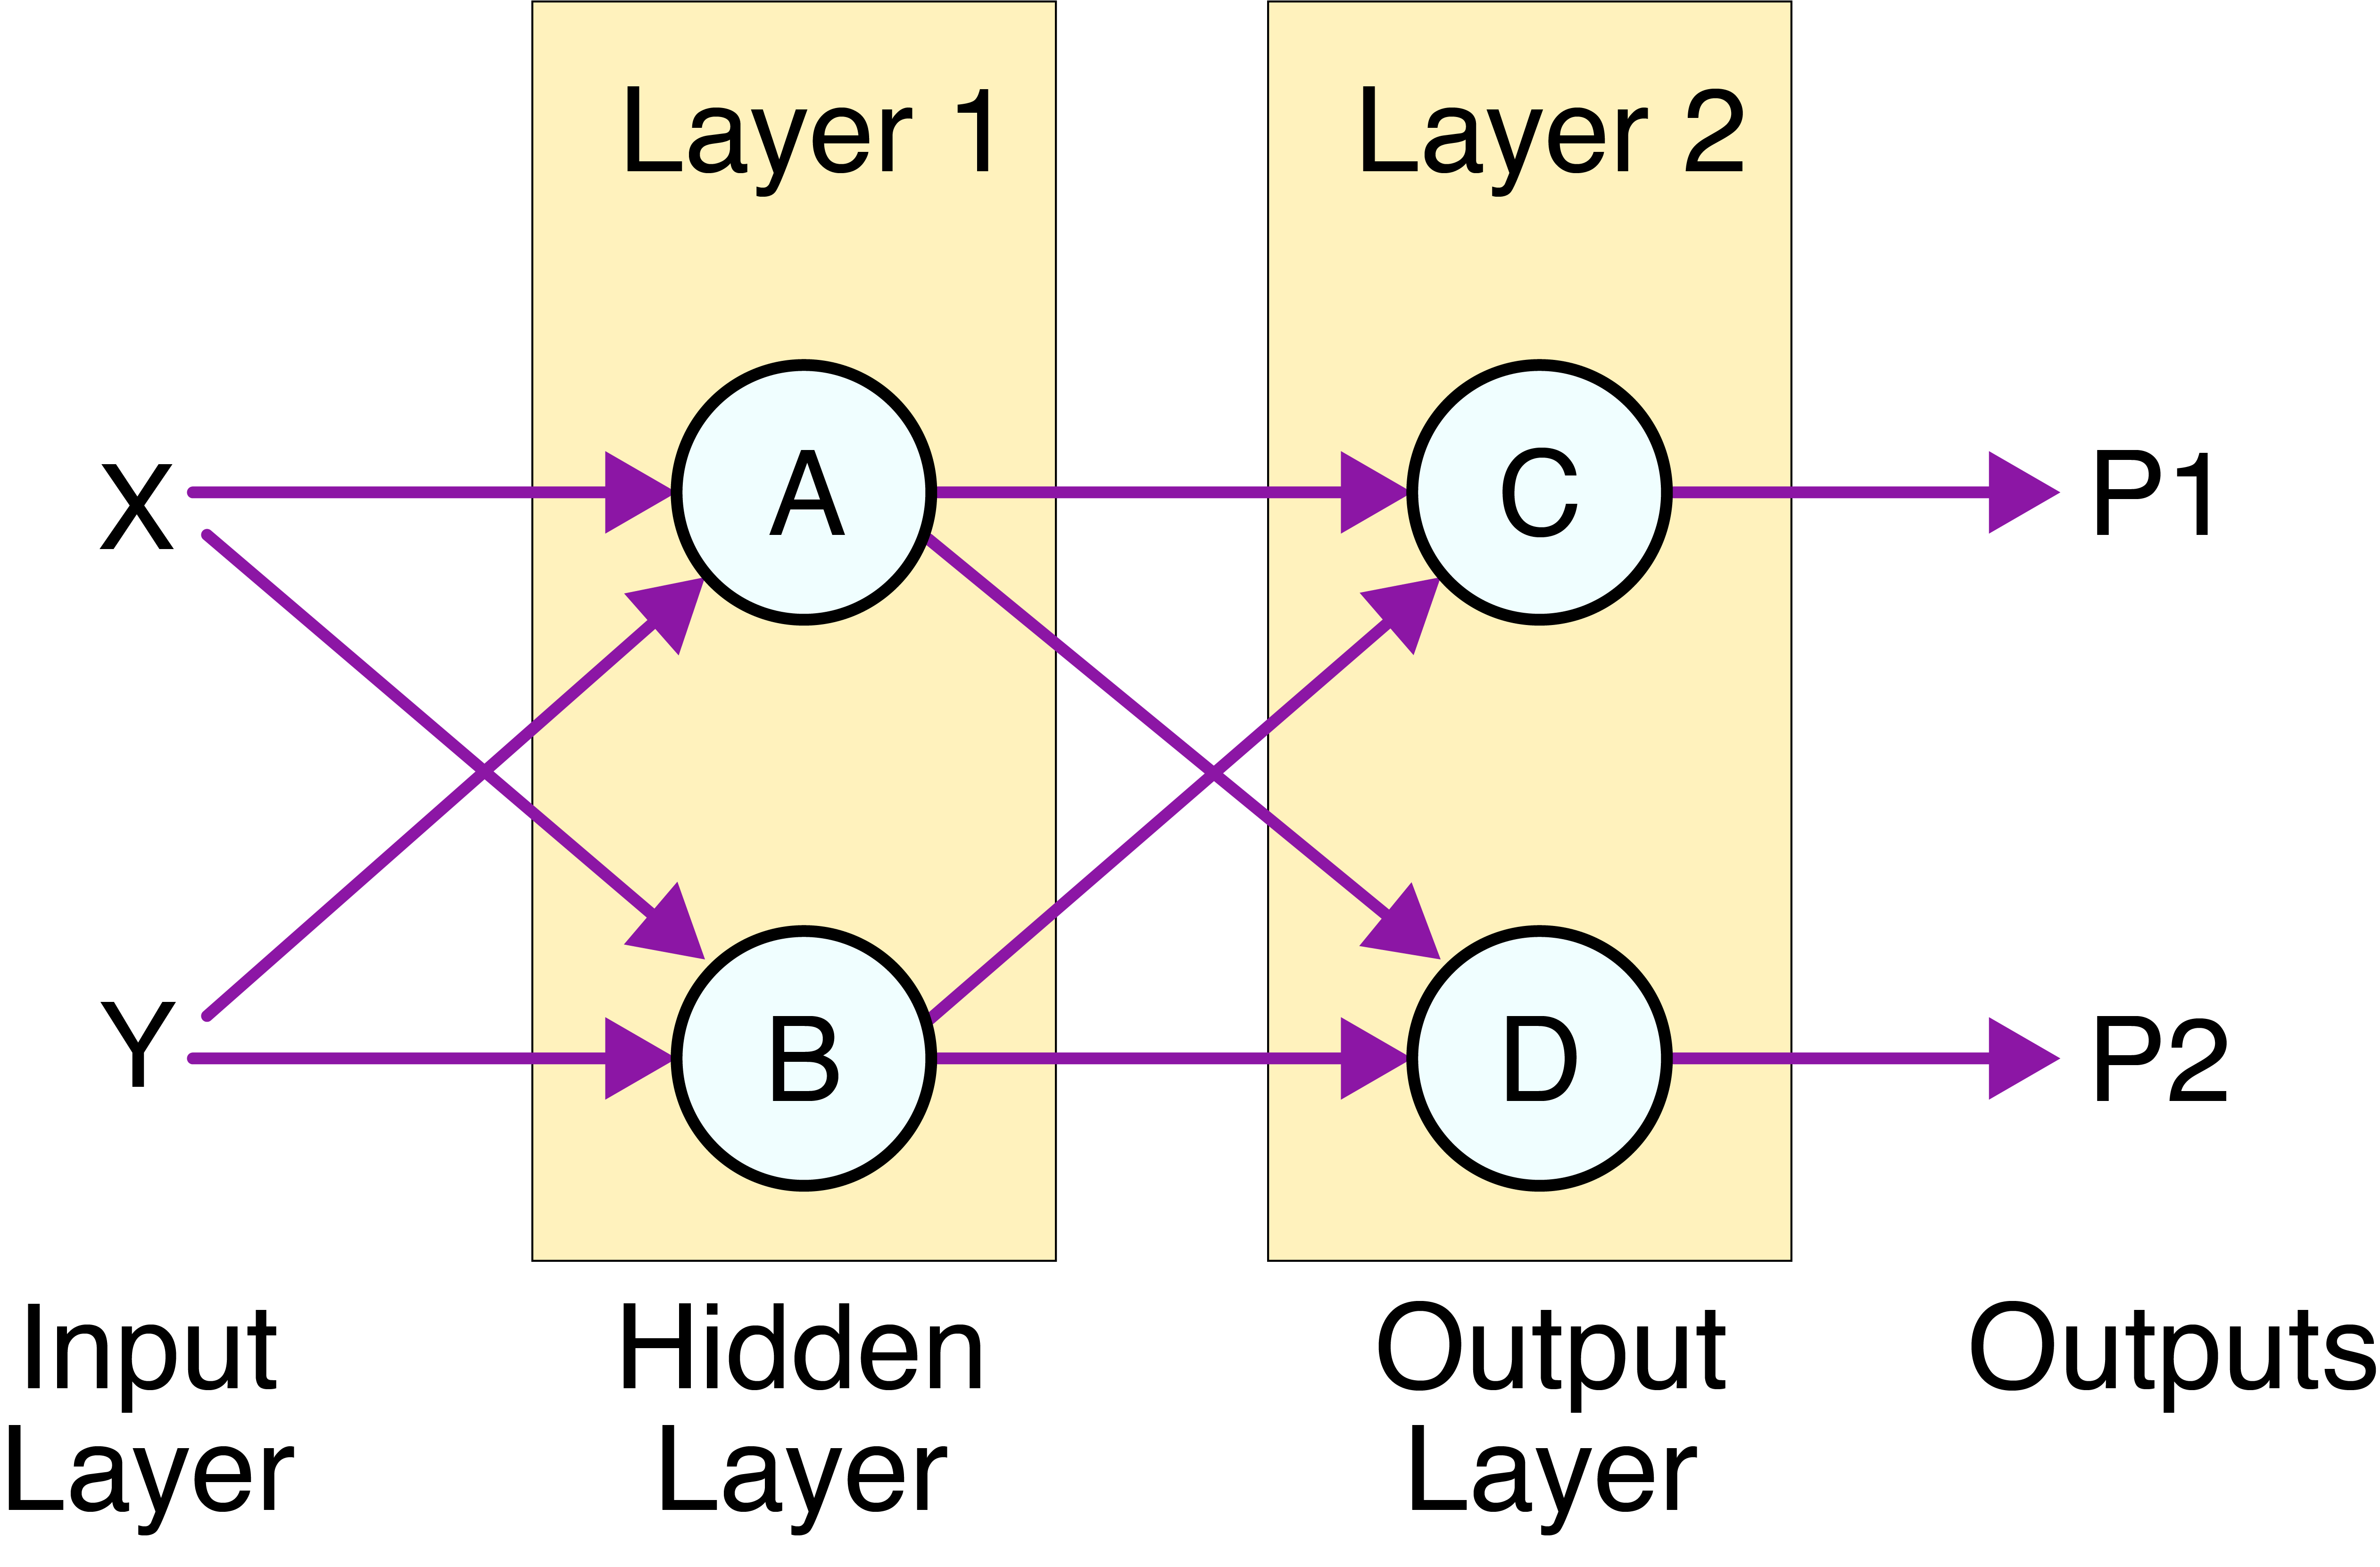 Layer 1
Layer 2
X
A
C
P1
Y
B
D
P2
Input
Layer
Hidden
Layer
Output
Layer
Outputs